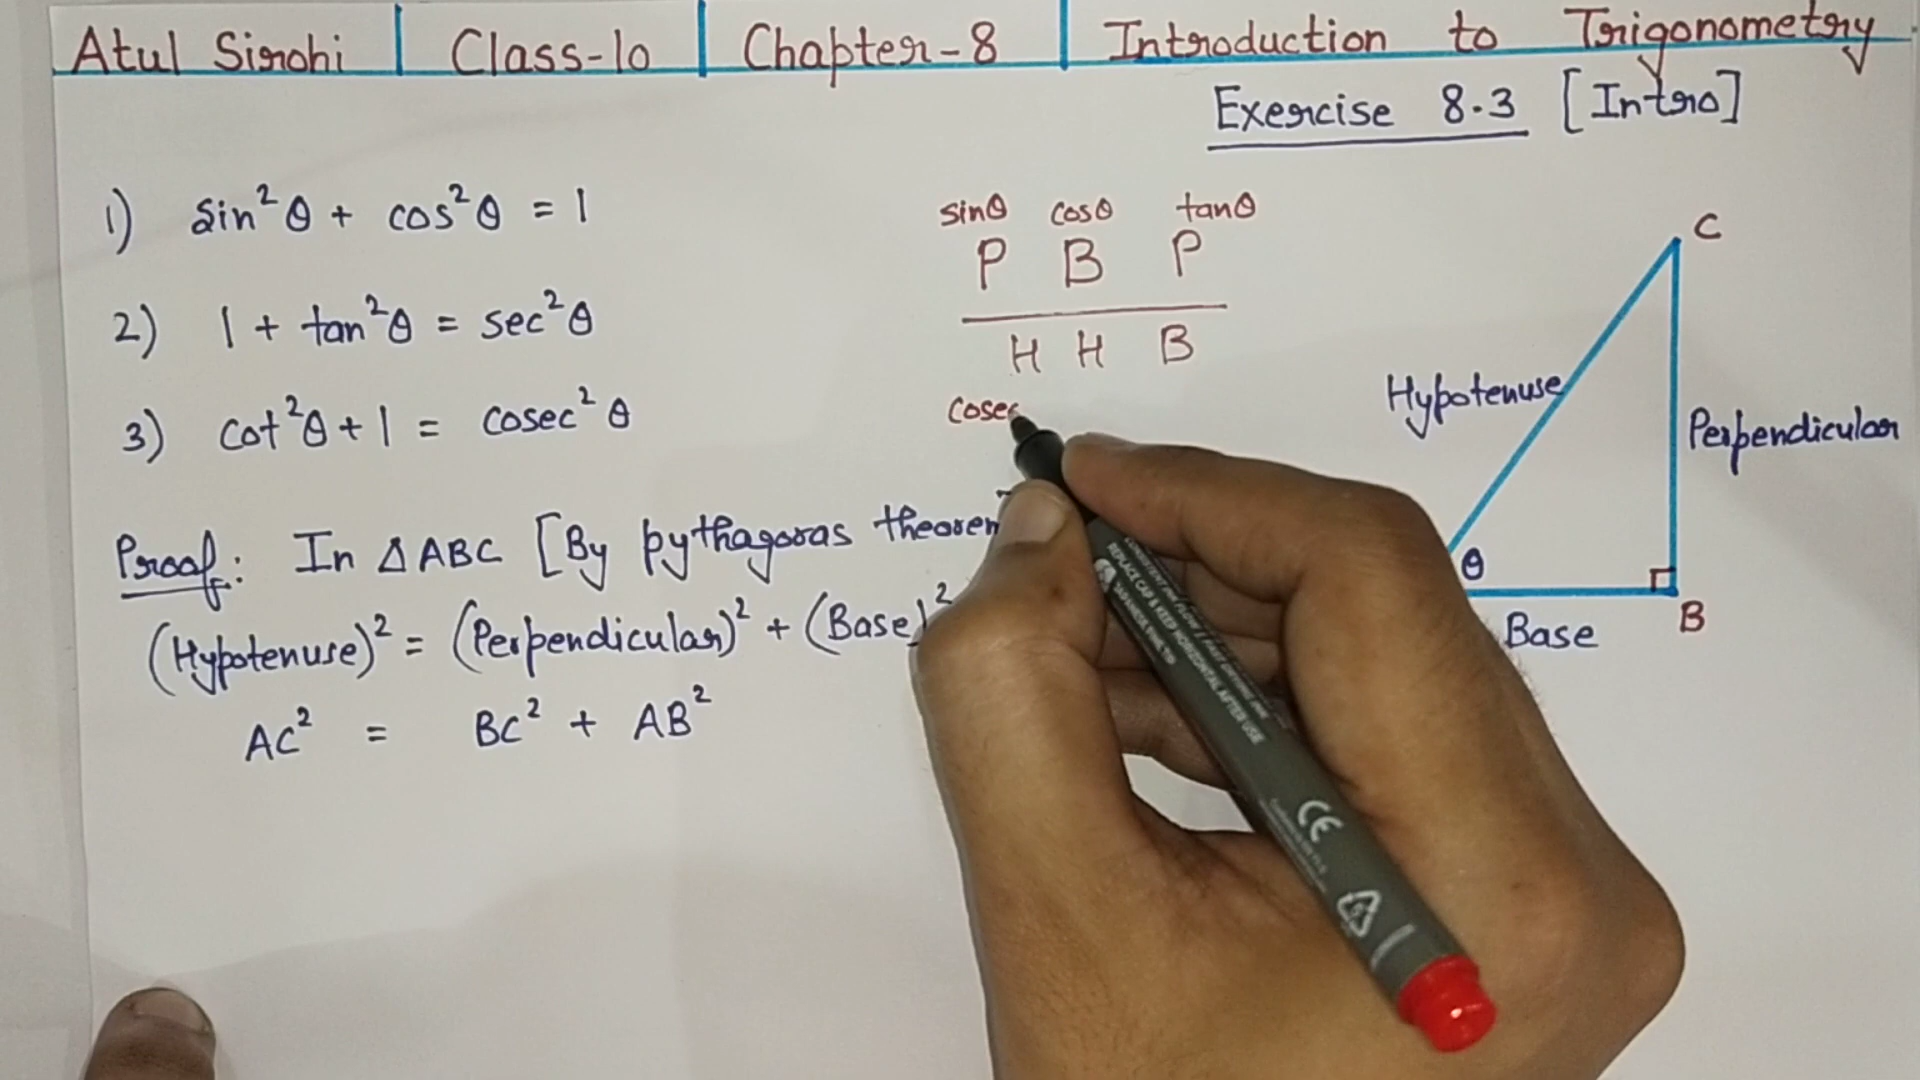 Atul Sirohi | Class-10 | Chapter-8 | Introduction to Trigonometry
Exercise 8.3 [Intro]
1) sin²θ + cos²θ = 1
2) 1 + tan²θ = sec²θ
3) cot²θ + 1 = cosec²θ
sinθ cosθ tanθ
P B P
H H B
cosec
C
Hypotenuse
Perpendicular
θ
Base
B
Proof: In ΔABC [By pythagoras theorem
(Hypotenuse)² = (Perpendicular)² + (Base)²
AC² = BC² + AB²
CE